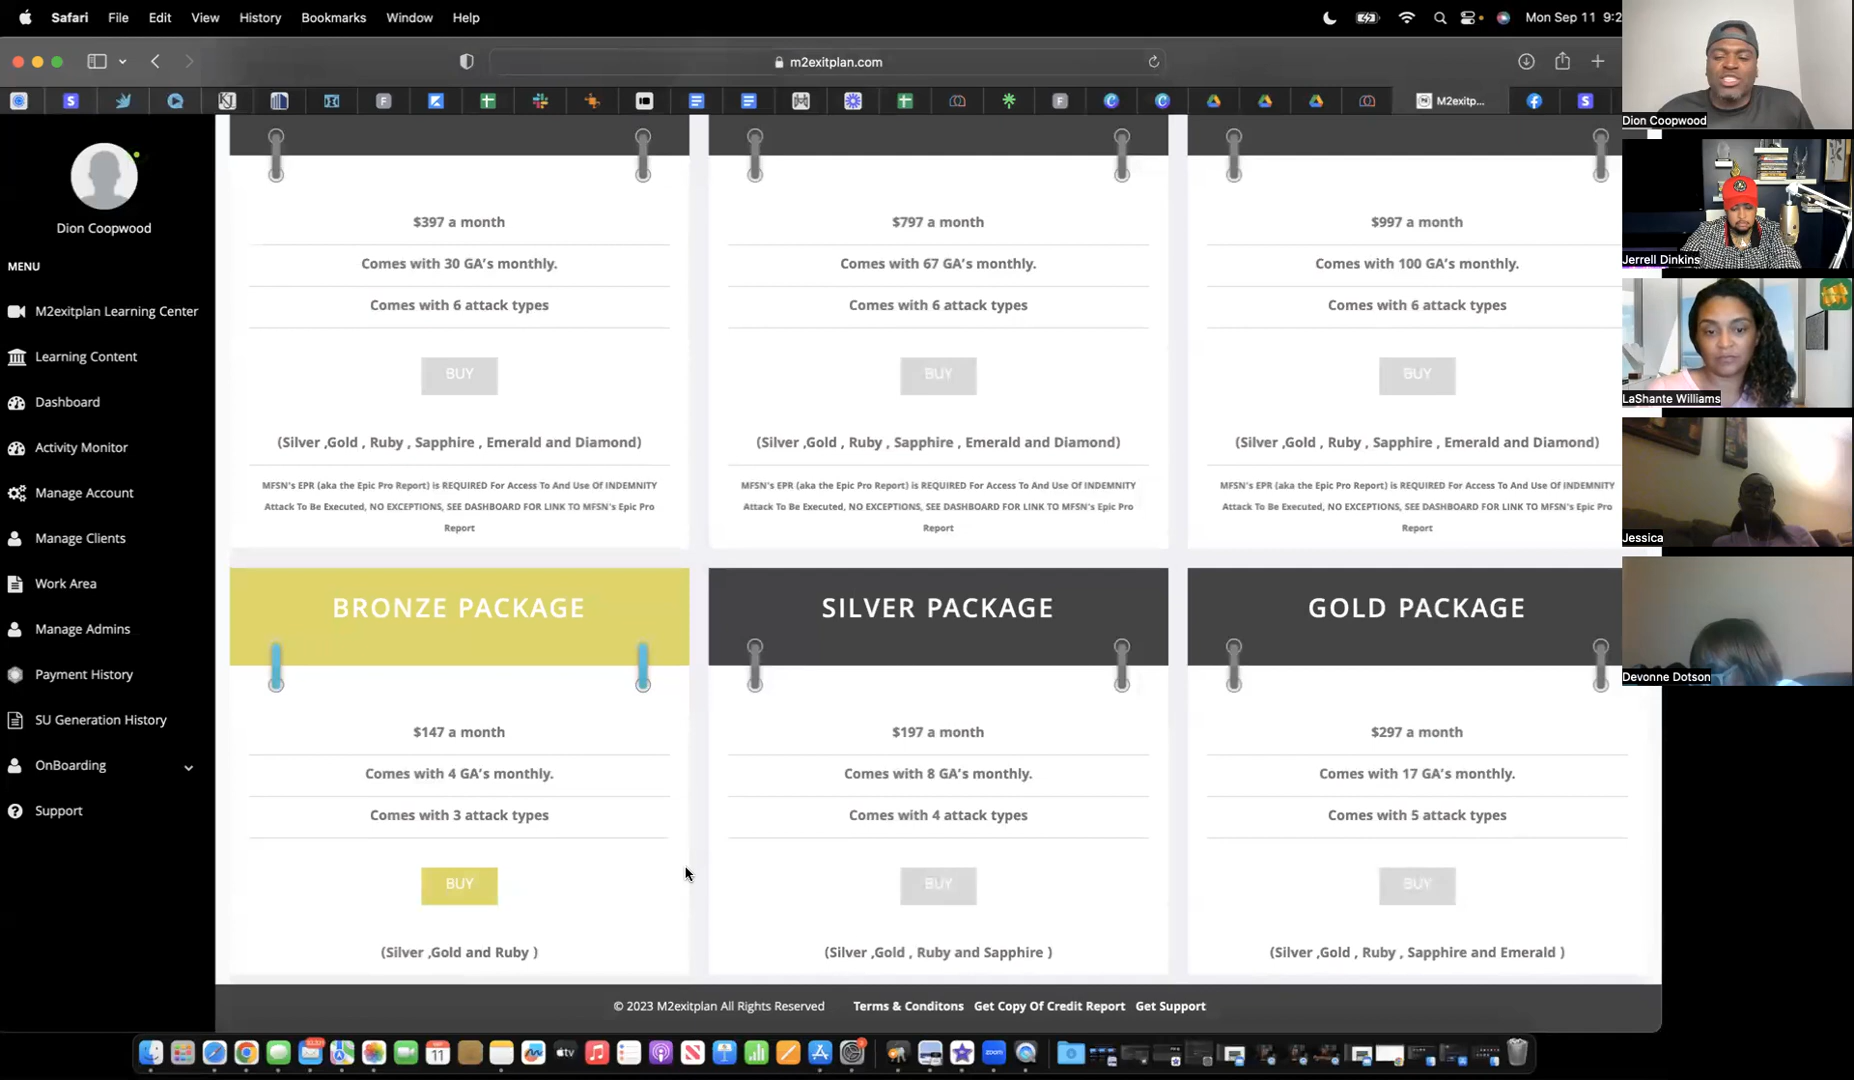 Safari File Edit View History Bookmarks Window Help
Mon Sep 11 9:2
m2exitplan.com
M2exitp...
Dion Coopwood
MENU
M2exitplan Learning Center
Learning Content
Dashboard
Activity Monitor
Manage Account
Manage Clients
Work Area
Manage Admins
Payment History
SU Generation History
OnBoarding
Support
$397 a month
Comes with 30 GA's monthly.
Comes with 6 attack types
BUY
(Silver ,Gold , Ruby , Sapphire , Emerald and Diamond)
MFSN's EPR (aka the Epic Pro Report) is REQUIRED For Access To And Use Of INDEMNITY
Attack To Be Executed, NO EXCEPTIONS, SEE DASHBOARD FOR LINK TO MFSN's Epic Pro
Report
$797 a month
Comes with 67 GA's monthly.
Comes with 6 attack types
BUY
(Silver ,Gold , Ruby , Sapphire , Emerald and Diamond)
MFSN's EPR (aka the Epic Pro Report) is REQUIRED For Access To And Use Of INDEMNITY
Attack To Be Executed, NO EXCEPTIONS, SEE DASHBOARD FOR LINK TO MFSN's Epic Pro
Report
$997 a month
Comes with 100 GA's monthly.
Comes with 6 attack types
BUY
(Silver ,Gold , Ruby , Sapphire , Emerald and Diamond)
MFSN's EPR (aka the Epic Pro Report) is REQUIRED For Access To And Use Of INDEMNITY
Attack To Be Executed, NO EXCEPTIONS, SEE DASHBOARD FOR LINK TO MFSN's Epic Pro
Report
BRONZE PACKAGE
$147 a month
Comes with 4 GA's monthly.
Comes with 3 attack types
BUY
(Silver ,Gold and Ruby )
SILVER PACKAGE
$197 a month
Comes with 8 GA's monthly.
Comes with 4 attack types
BUY
(Silver ,Gold , Ruby and Sapphire )
GOLD PACKAGE
$297 a month
Comes with 17 GA's monthly.
Comes with 5 attack types
BUY
(Silver ,Gold , Ruby , Sapphire and Emerald )
© 2023 M2exitplan All Rights Reserved Terms & Conditons Get Copy Of Credit Report Get Support
Dion Coopwood
Jerrell Dinkins
LaShante Williams
Jessica
Devonne Dotson